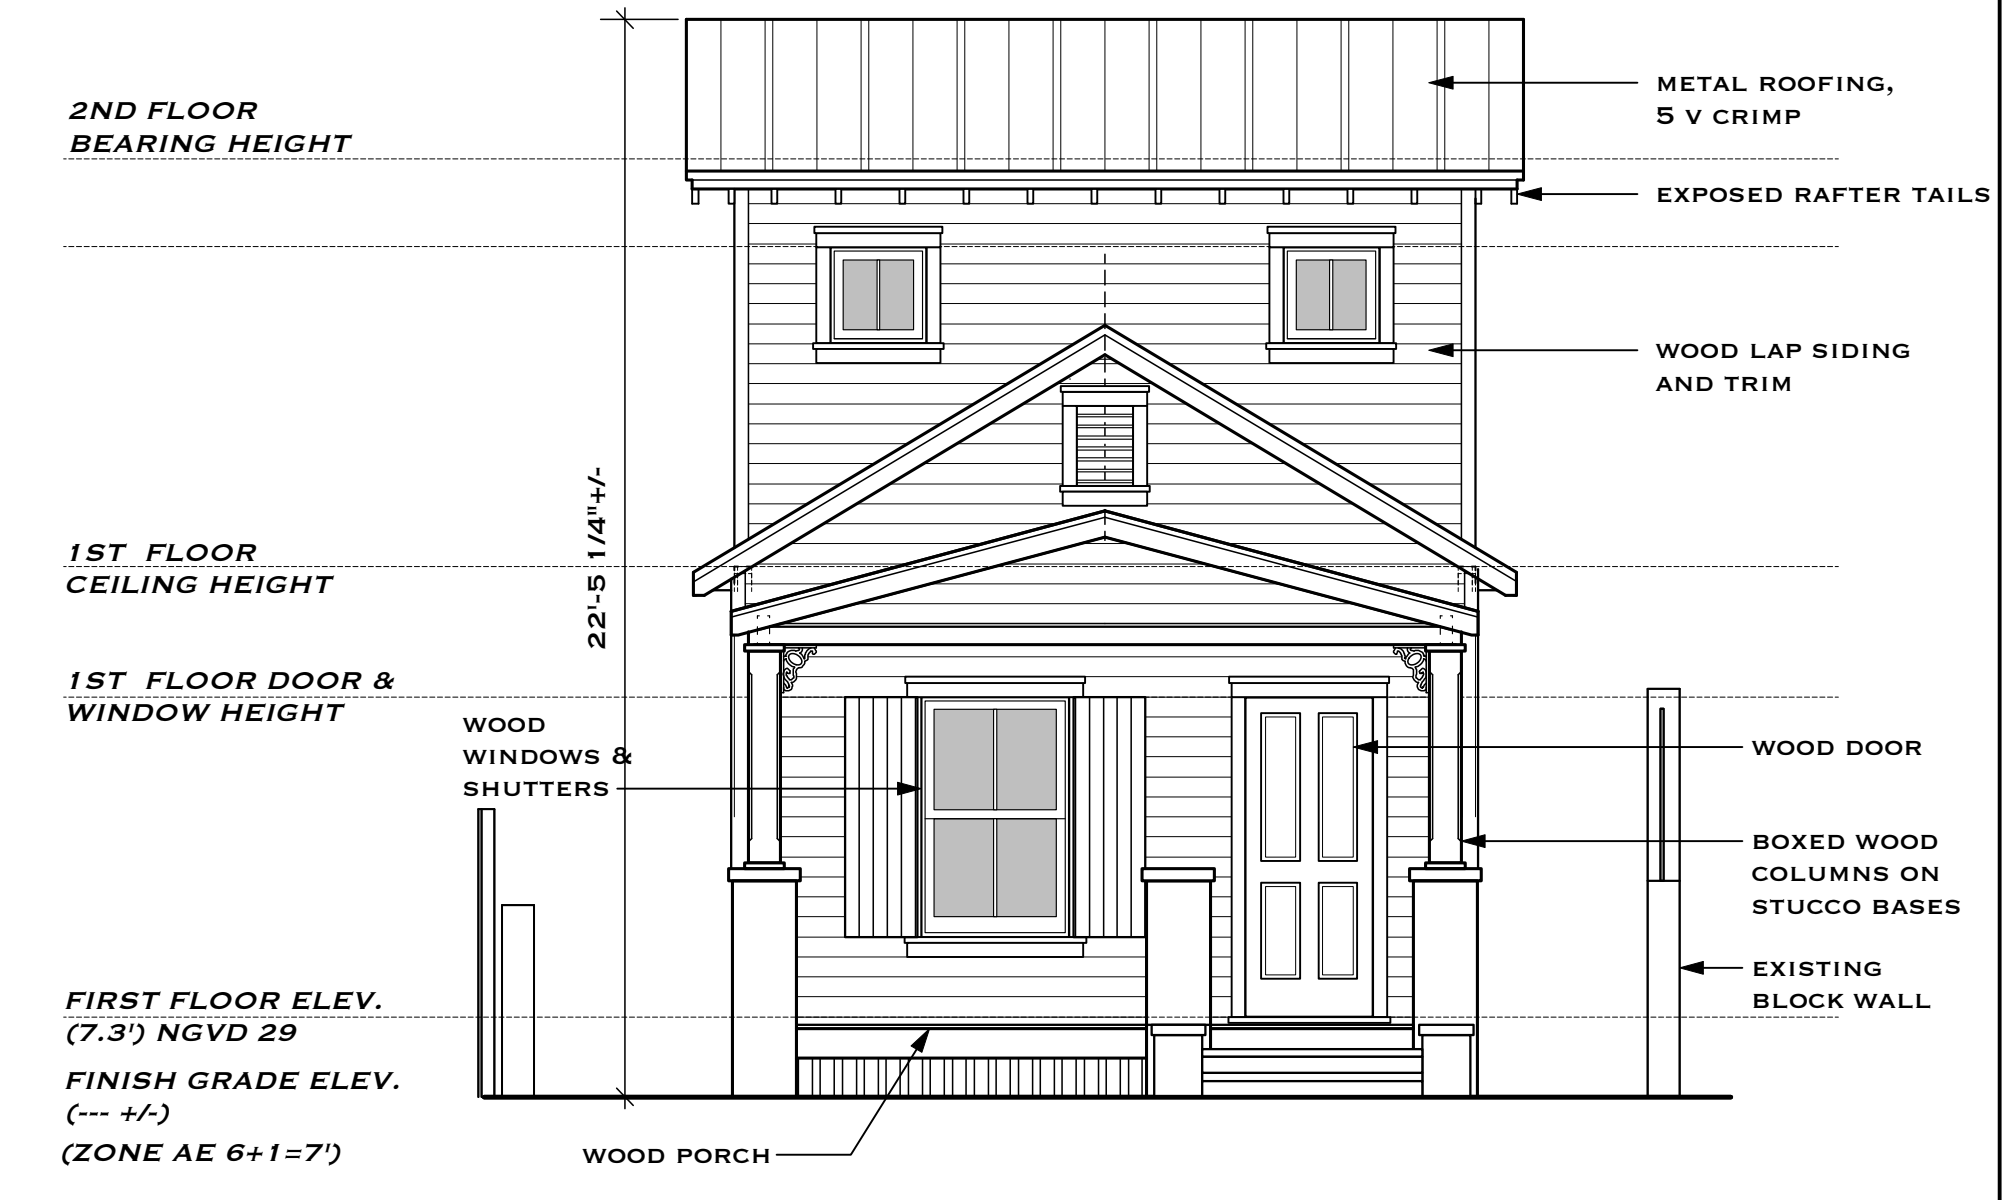 METAL ROOFING,
5 V CRIMP
2ND FLOOR
BEARING HEIGHT
EXPOSED RAFTER TAILS
WOOD LAP SIDING
AND TRIM
22'-5 1/4"+/-
1ST FLOOR
CEILING HEIGHT
1ST FLOOR DOOR &
WINDOW HEIGHT
WOOD
WINDOWS &
SHUTTERS
WOOD DOOR
BOXED WOOD
COLUMNS ON
STUCCO BASES
EXISTING
BLOCK WALL
FIRST FLOOR ELEV.
(7.3') NGVD 29
FINISH GRADE ELEV.
(--- +/-)
(ZONE AE 6+1=7')
WOOD PORCH